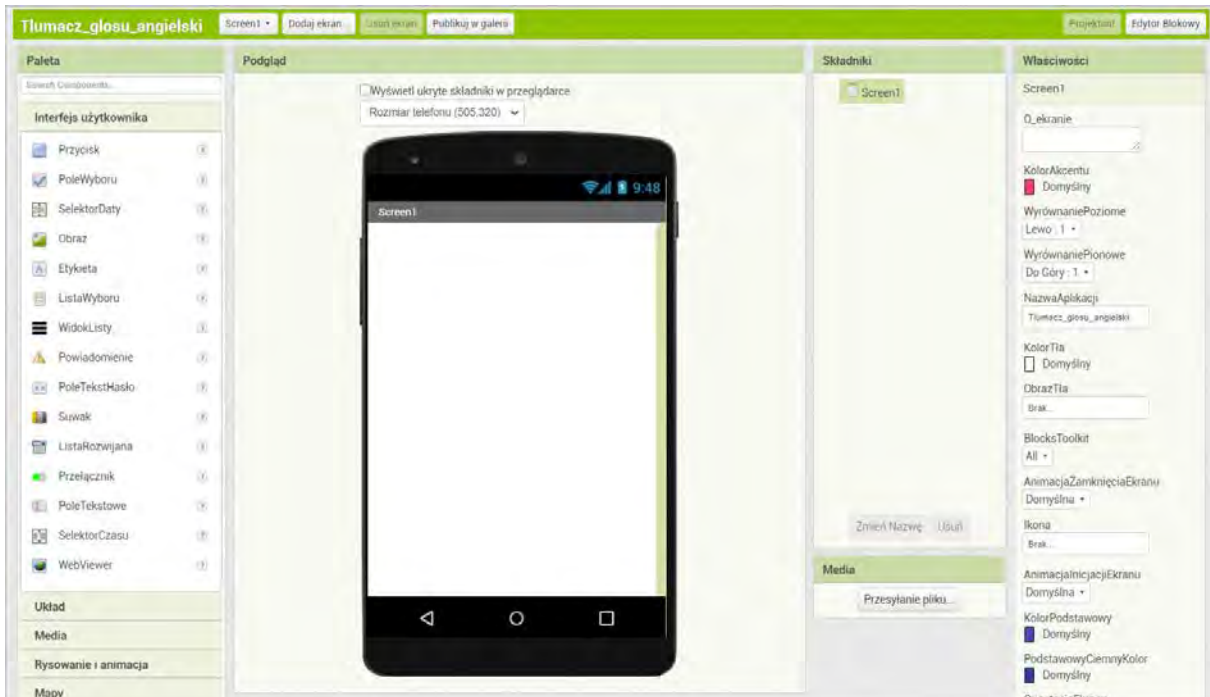 Tlumacz_glosu_angielski
Screen1
Dodaj ekran...
Usuń ekran
Publikuj w galerii
Projektant
Edytor Blokowy
Paleta
Search Components...
Interfejs użytkownika
Przycisk
PoleWyboru
SelektorDaty
Obraz
Etykieta
ListaWyboru
WidokListy
Powiadomienie
PoleTekstHasło
Suwak
ListaRozwijana
Przełącznik
PoleTekstowe
SelektorCzasu
WebViewer
Układ
Media
Rysowanie i animacja
Mapy
Podgląd
Wyświetl ukryte składniki w przeglądarce
Rozmiar telefonu (505,320)
9:48
Screen1
Składniki
Screen1
Zmień Nazwę
Usuń
Media
Przesyłanie pliku...
Właściwości
Screen1
O_ekranie
KolorAkcentu
Domyślny
WyrównaniePoziome
Lewo : 1
WyrównaniePionowe
Do Góry : 1
NazwaAplikacji
Tlumacz_glosu_angielski
KolorTła
Domyślny
ObrazTła
Brak...
BlocksToolkit
All
AnimacjaZamknięciaEkranu
Domyślna
Ikona
Brak...
AnimacjaInicjacjiEkranu
Domyślna
KolorPodstawowy
Domyślny
PodstawowyCiemnyKolor
Domyślny